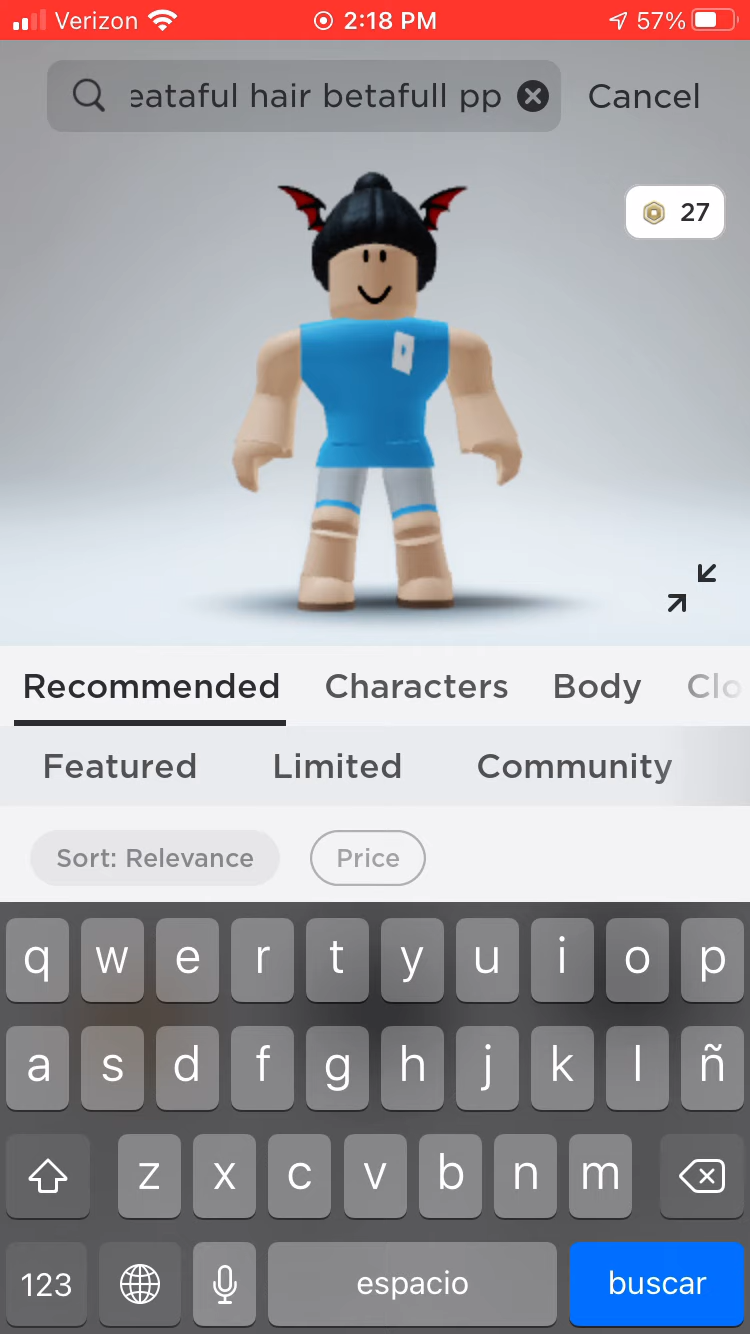 Verizon 2:18 PM 57%
eataful hair betafull pp Cancel
27
Recommended Characters Body Clo
Featured Limited Community
Sort: Relevance Price
q w e r t y u i o p
a s d f g h j k l ñ
z x c v b n m
123 espacio buscar